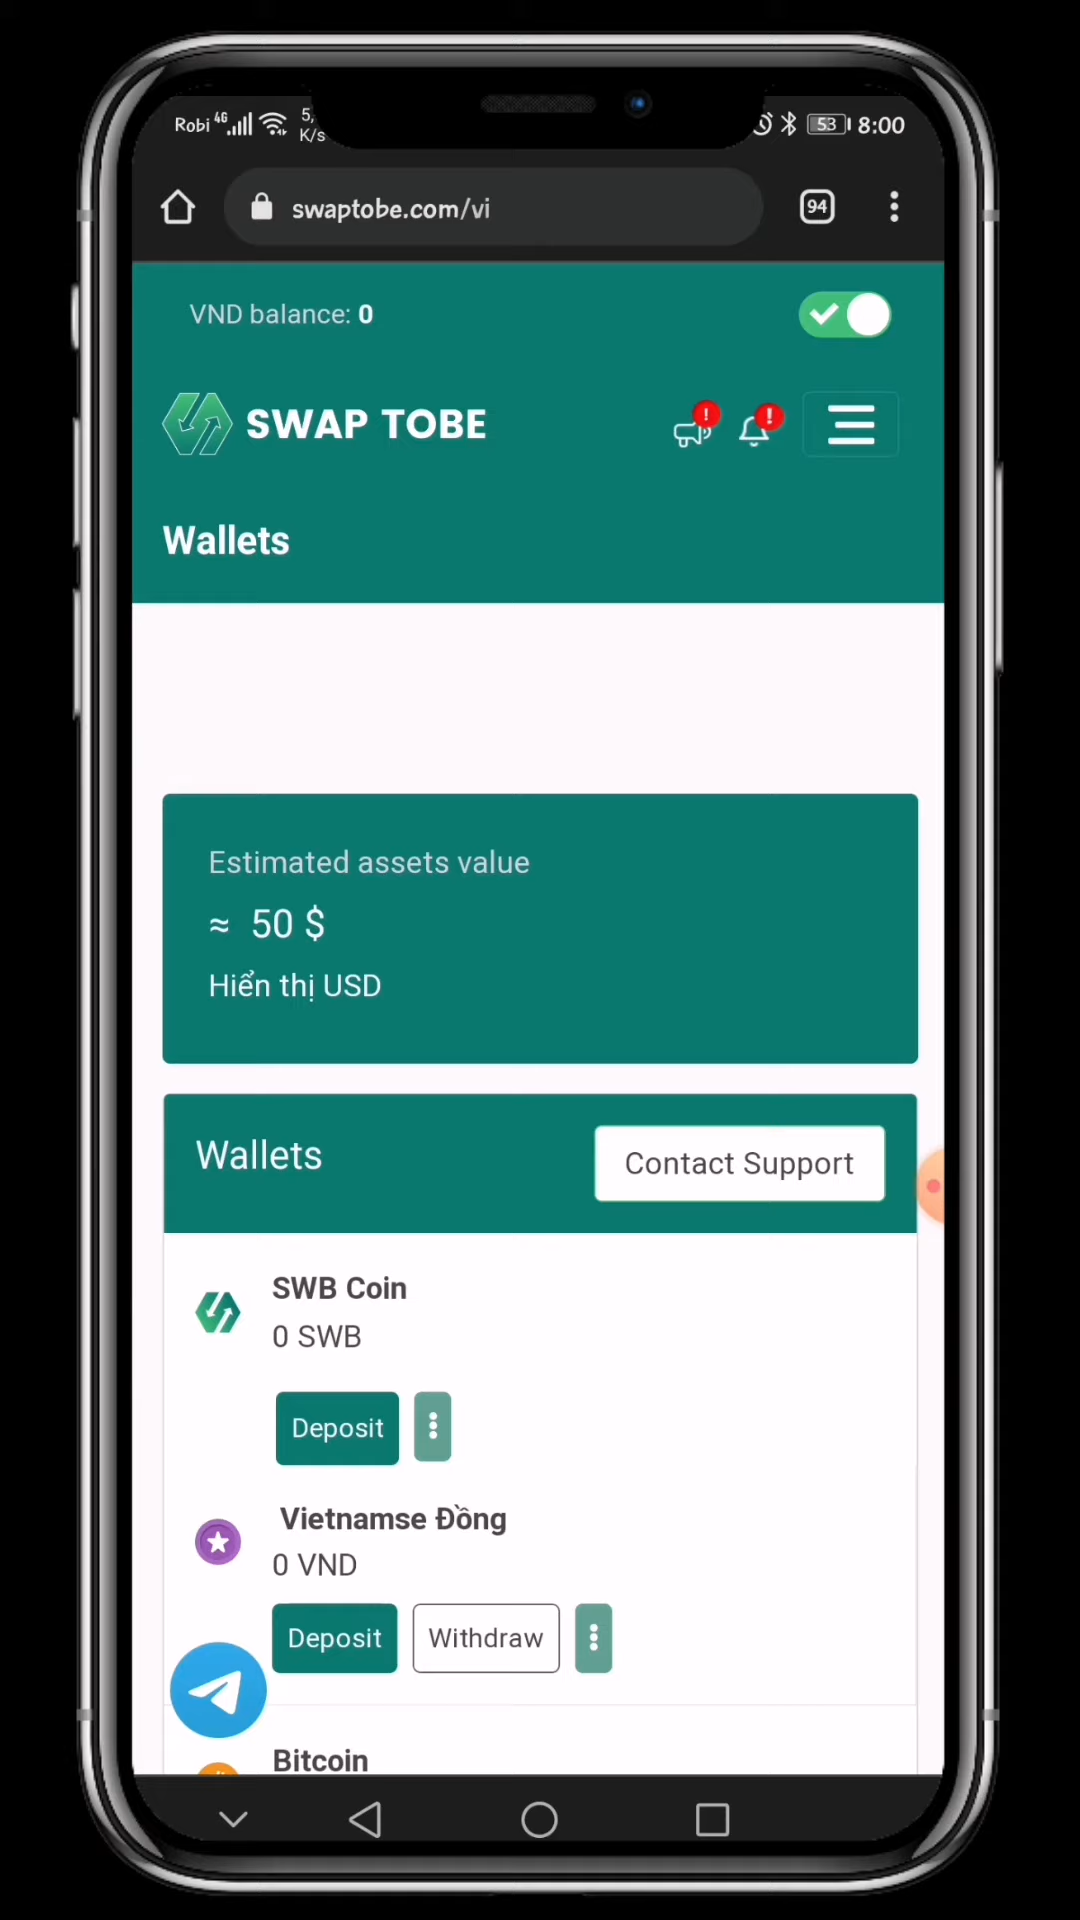 Robi 4G 5, K/s 53 8:00
swaptobe.com/vi 94
VND balance: 0
SWAP TOBE
Wallets
Estimated assets value
≈ 50 $
Hiển thị USD
Wallets
Contact Support
SWB Coin
0 SWB
Deposit
Vietnamse Đồng
0 VND
Deposit Withdraw
Bitcoin